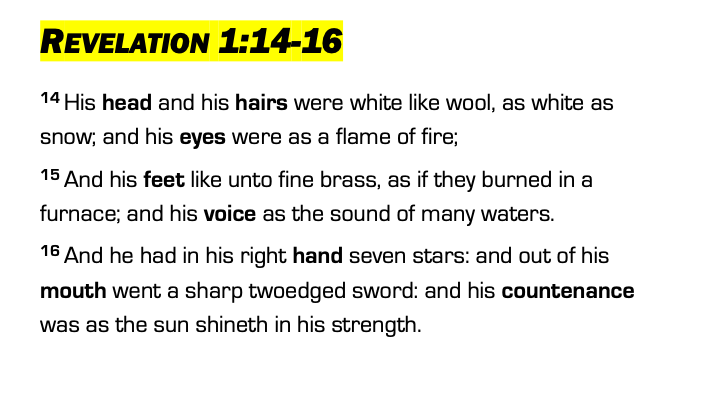 REVELATION 1:14-16
14 His head and his hairs were white like wool, as white as
snow; and his eyes were as a flame of fire;
15 And his feet like unto fine brass, as if they burned in a
furnace; and his voice as the sound of many waters.
16 And he had in his right hand seven stars: and out of his
mouth went a sharp twoedged sword: and his countenance
was as the sun shineth in his strength.